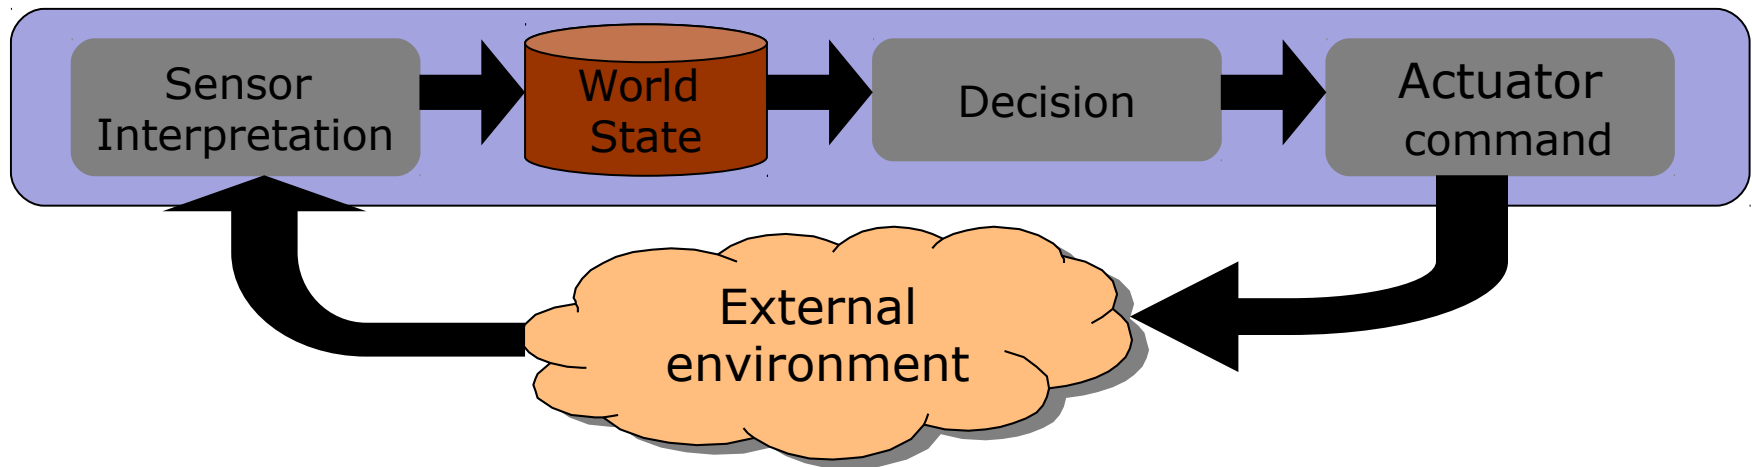 Sensor
Interpretation
World
State
Decision
Actuator
command
External
environment